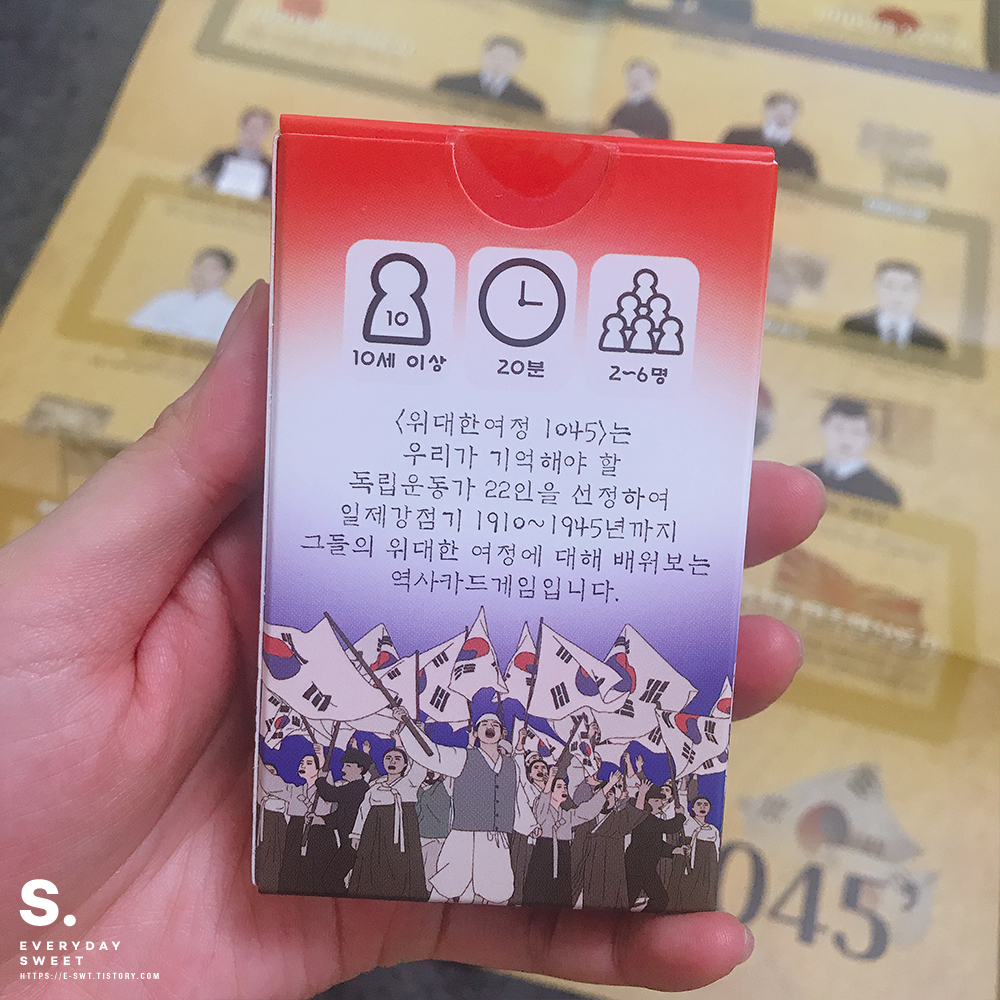 10
10세 이상
20분
2~6명
<위대한여정 1045>는
우리가 기억해야 할
독립운동가 22인을 선정하여
일제강점기 1910~1945년까지
그들의 위대한 여정에 대해 배워보는
역사카드게임입니다.
045’
S.
EVERYDAY
SWEET
HTTPS://E-SWT.TISTORY.COM